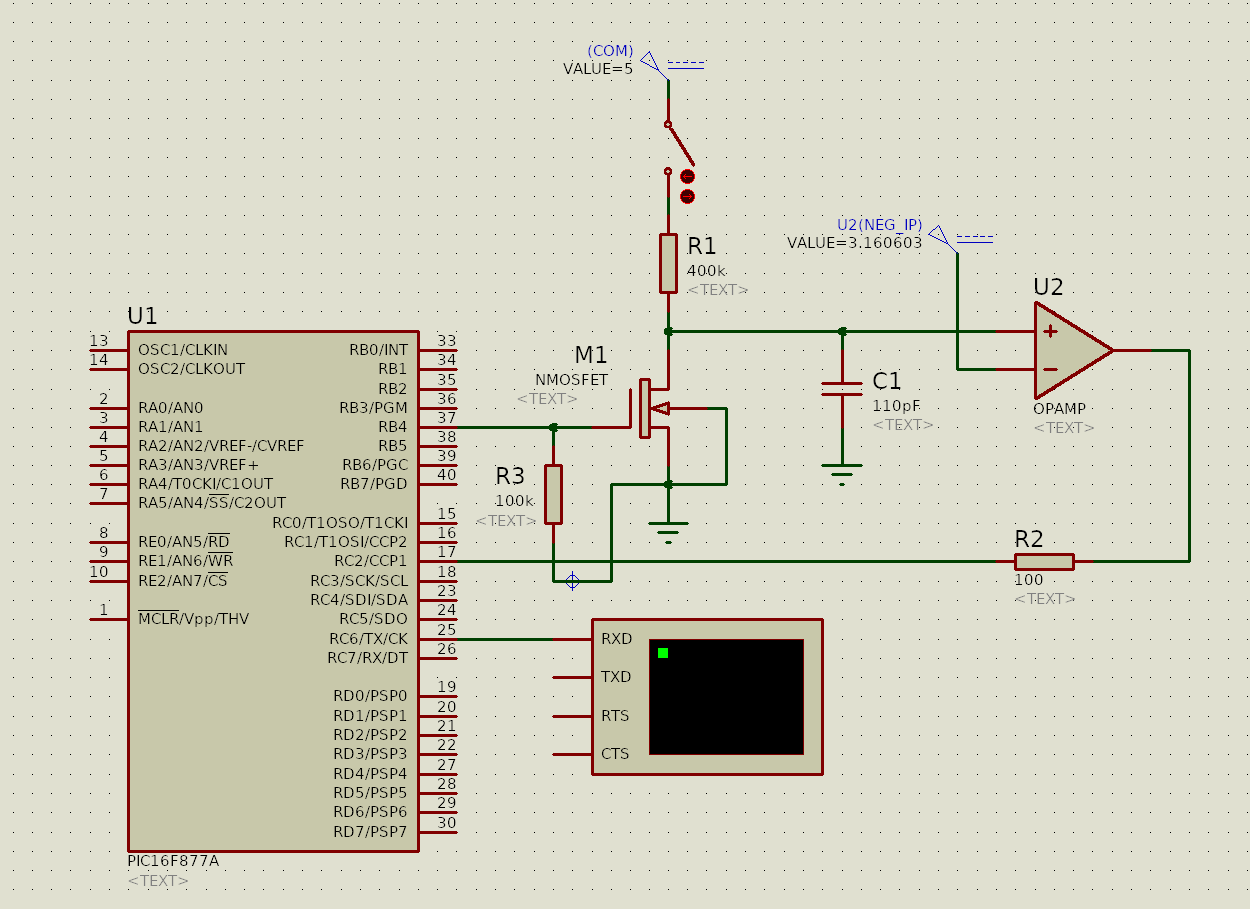 (COM)
VALUE=5
R1
400k
<TEXT>
U2(NEG_IP)
VALUE=3.160603
U2
OPAMP
<TEXT>
C1
110pF
<TEXT>
M1
NMOSFET
<TEXT>
R3
100k
<TEXT>
R2
100
<TEXT>
U1
13 OSC1/CLKIN
14 OSC2/CLKOUT
2 RA0/AN0
3 RA1/AN1
4 RA2/AN2/VREF-/CVREF
5 RA3/AN3/VREF+
6 RA4/T0CKI/C1OUT
7 RA5/AN4/SS/C2OUT
8 RE0/AN5/RD
9 RE1/AN6/WR
10 RE2/AN7/CS
1 MCLR/Vpp/THV
RB0/INT 33
RB1 34
RB2 35
RB3/PGM 36
RB4 37
RB5 38
RB6/PGC 39
RB7/PGD 40
RC0/T1OSO/T1CKI 15
RC1/T1OSI/CCP2 16
RC2/CCP1 17
RC3/SCK/SCL 18
RC4/SDI/SDA 23
RC5/SDO 24
RC6/TX/CK 25
RC7/RX/DT 26
RD0/PSP0 19
RD1/PSP1 20
RD2/PSP2 21
RD3/PSP3 22
RD4/PSP4 27
RD5/PSP5 28
RD6/PSP6 29
RD7/PSP7 30
PIC16F877A
<TEXT>
RXD
TXD
RTS
CTS